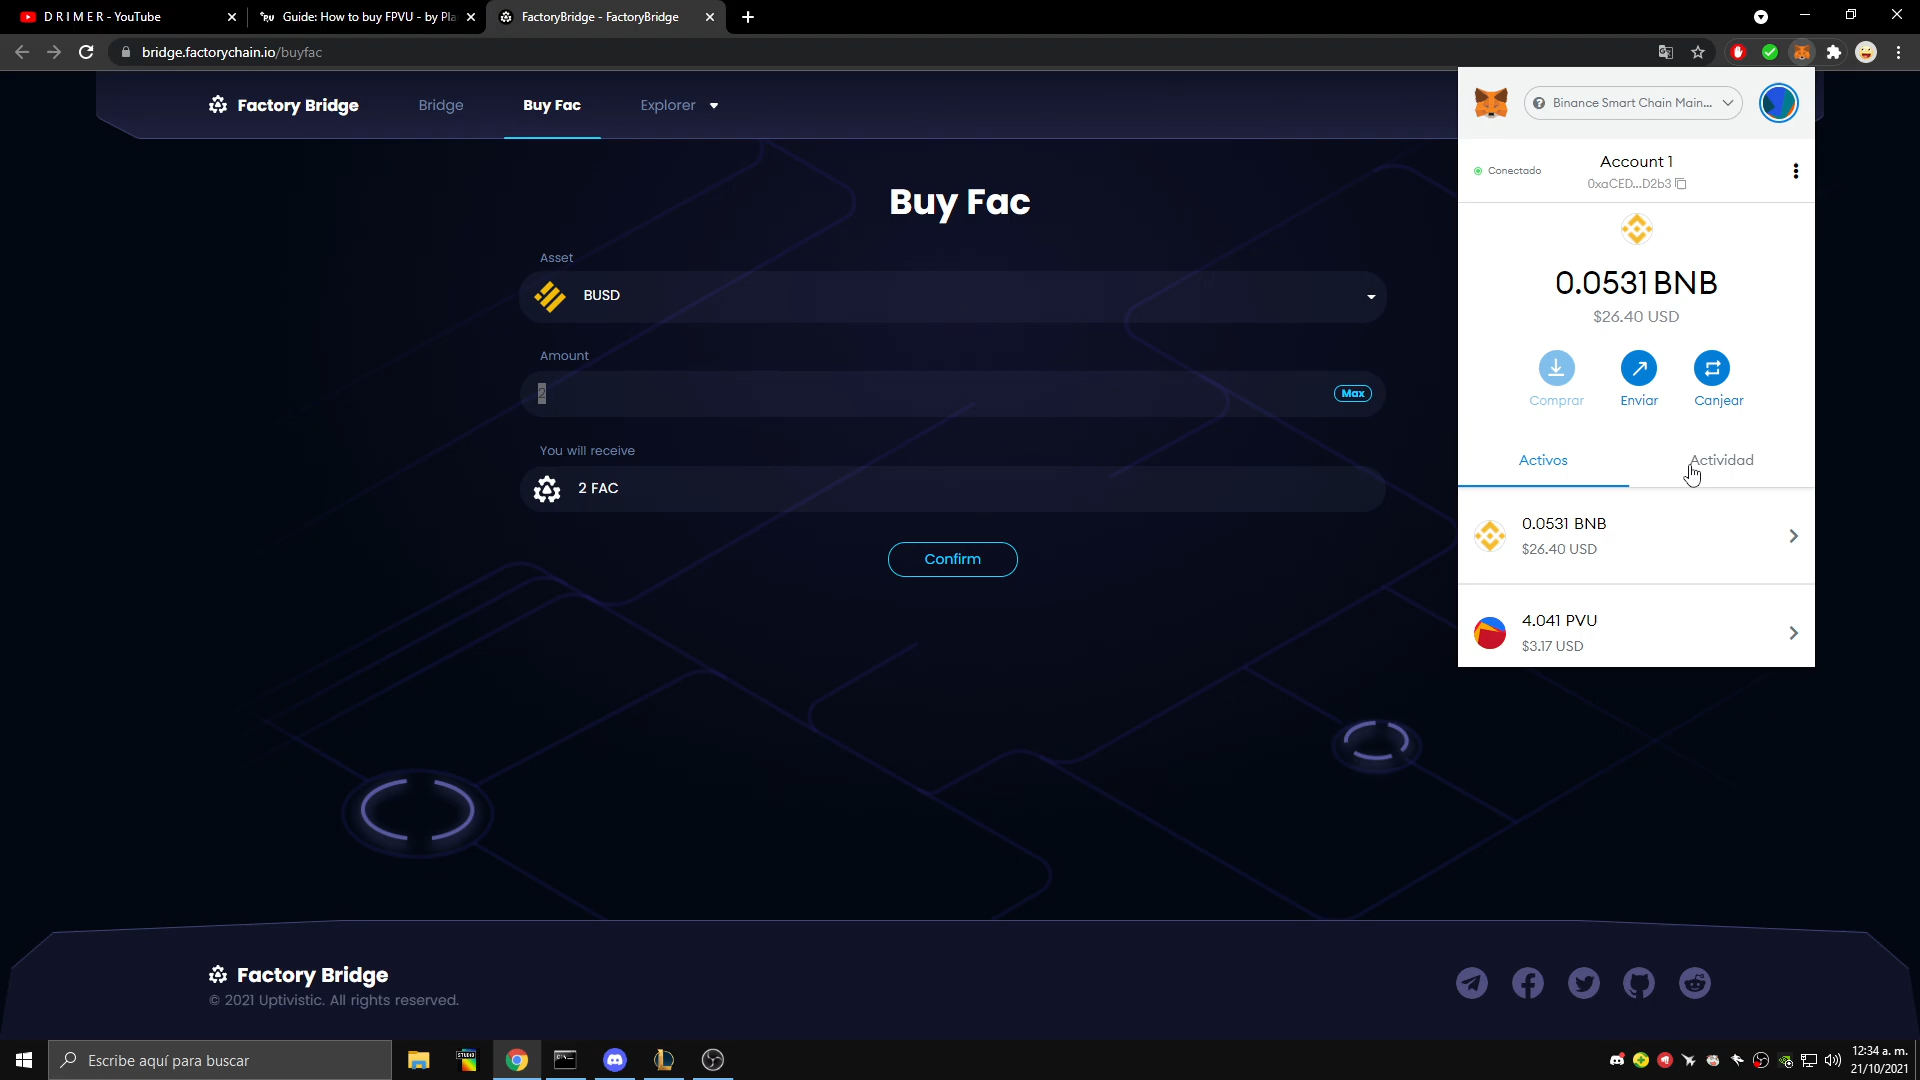 D R I M E R - YouTube
Guide: How to buy FPVU - by Pla
FactoryBridge - FactoryBridge
bridge.factorychain.io/buyfac
Factory Bridge
Bridge
Buy Fac
Explorer
Binance Smart Chain Main...
Conectado
Account 1
0xaCED...D2b3
Buy Fac
Asset
BUSD
0.0531 BNB
$26.40 USD
Amount
2
Max
Comprar
Enviar
Canjear
You will receive
2 FAC
Activos
Actividad
Confirm
0.0531 BNB
$26.40 USD
4.041 PVU
$3.17 USD
Factory Bridge
© 2021 Uptivistic. All rights reserved.
Escribe aquí para buscar
STUDIO
12:34 a. m.
21/10/2021